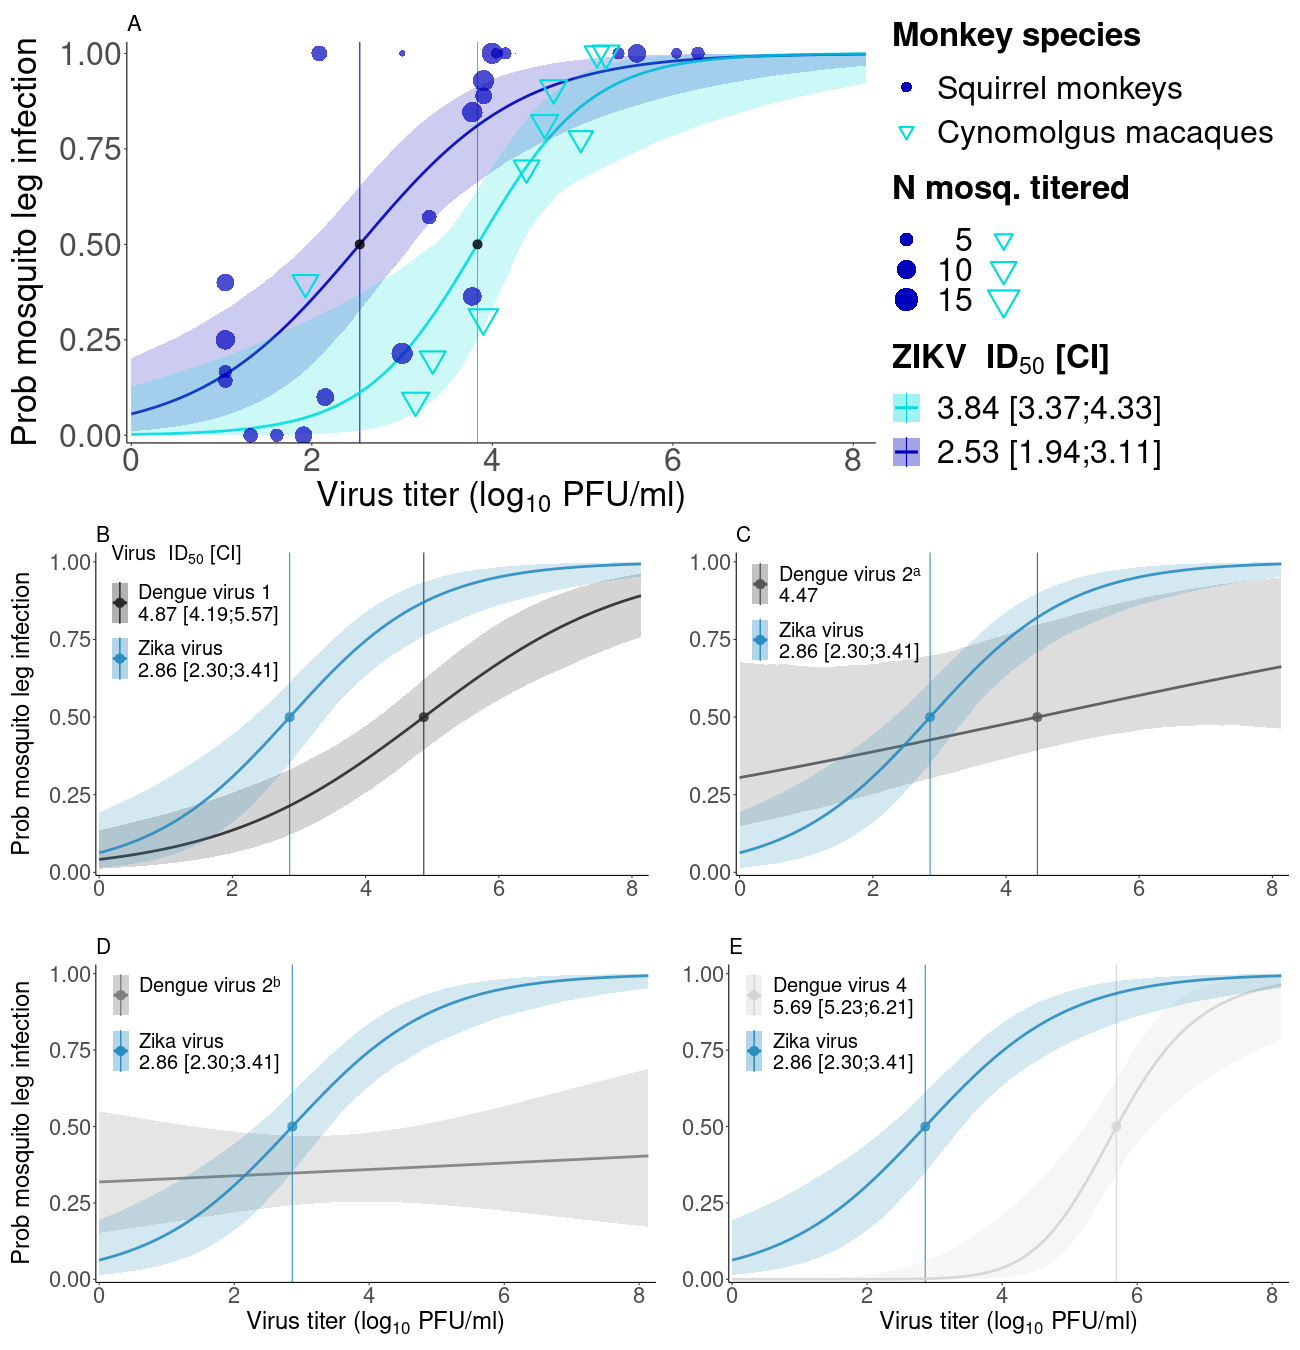 A
Prob mosquito leg infection
1.00
0.75
0.50
0.25
0.00
0 2 4 6 8
Virus titer (log10 PFU/ml)
Monkey species
Squirrel monkeys
Cynomolgus macaques
N mosq. titered
5
10
15
ZIKV ID50 [CI]
3.84 [3.37;4.33]
2.53 [1.94;3.11]
B
Virus ID50 [CI]
Dengue virus 1
4.87 [4.19;5.57]
Zika virus
2.86 [2.30;3.41]
Prob mosquito leg infection
1.00
0.75
0.50
0.25
0.00
0 2 4 6 8
C
Dengue virus 2a
4.47
Zika virus
2.86 [2.30;3.41]
1.00
0.75
0.50
0.25
0.00
0 2 4 6 8
D
Dengue virus 2b
Zika virus
2.86 [2.30;3.41]
Prob mosquito leg infection
1.00
0.75
0.50
0.25
0.00
0 2 4 6 8
Virus titer (log10 PFU/ml)
E
Dengue virus 4
5.69 [5.23;6.21]
Zika virus
2.86 [2.30;3.41]
1.00
0.75
0.50
0.25
0.00
0 2 4 6 8
Virus titer (log10 PFU/ml)